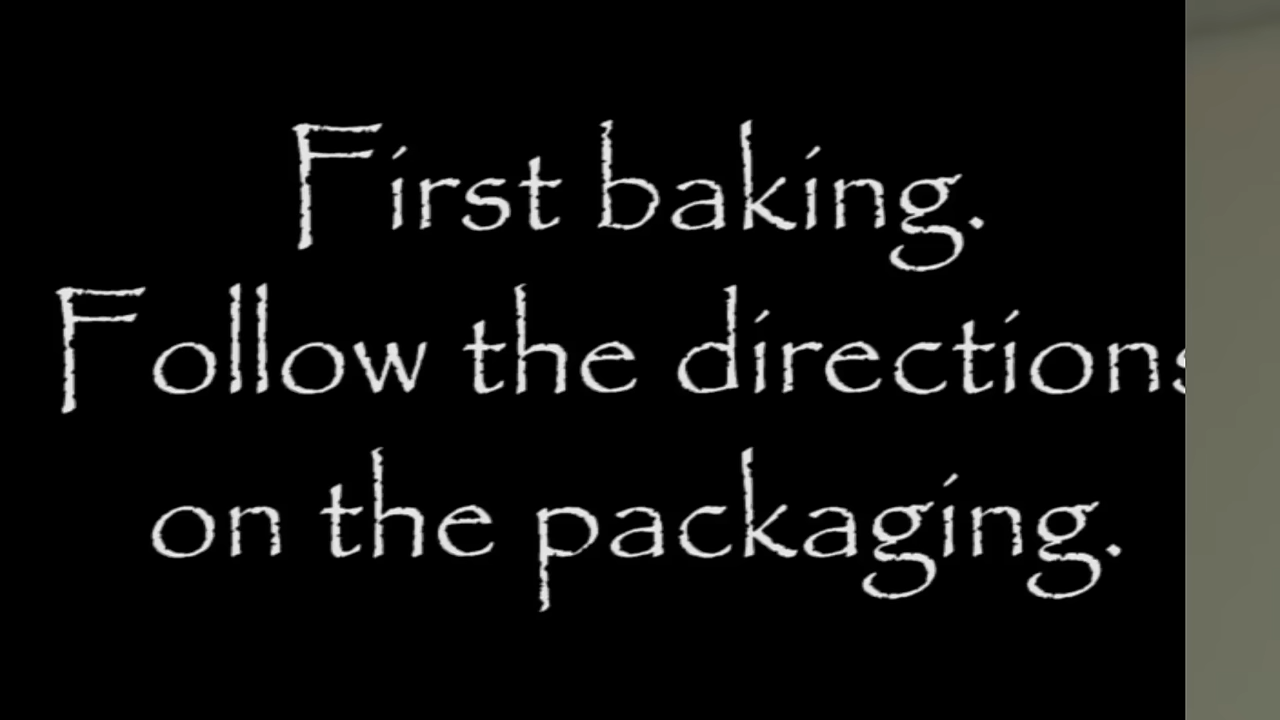 First baking.
Follow the directions
on the packaging.